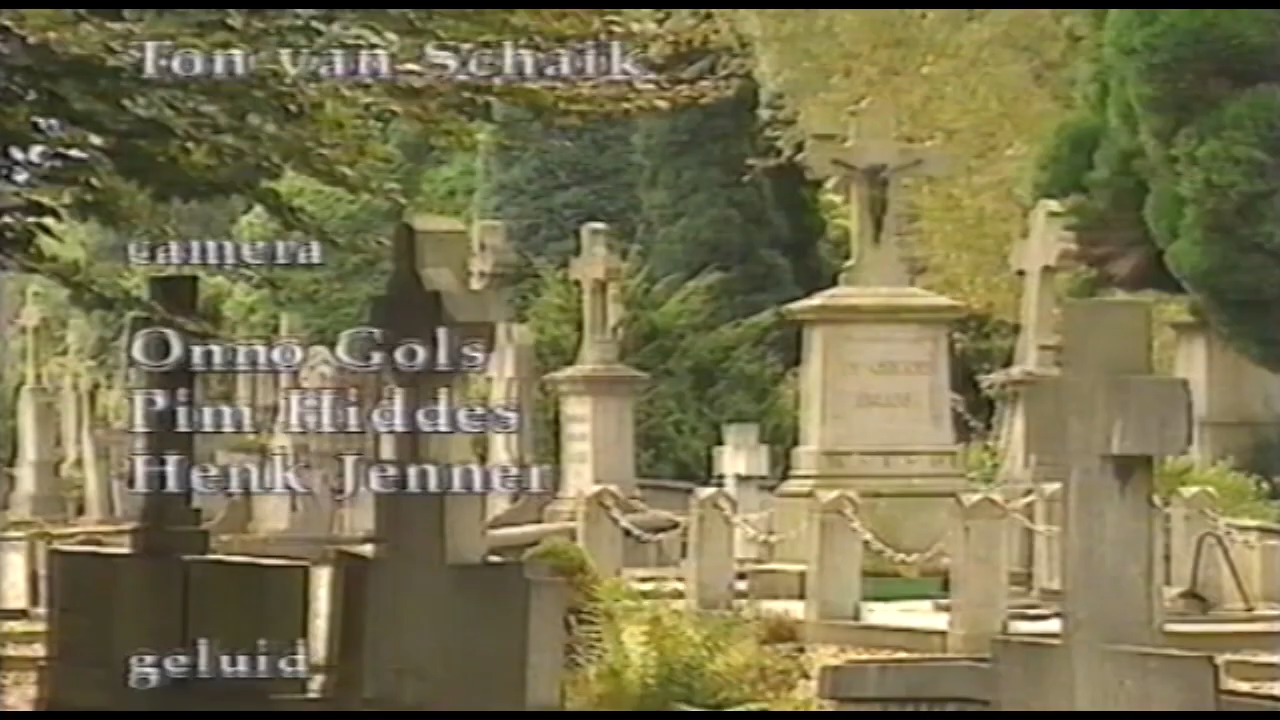 Ton van Schaik
camera
Onno Gols
Pim Hiddes
Henk Jenner
geluid